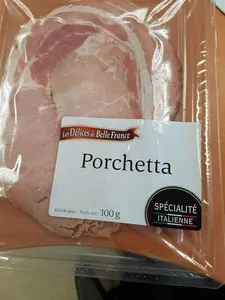 Les Délices de Belle France
Porchetta
100 g
SPÉCIALITÉ
ITALIENNE